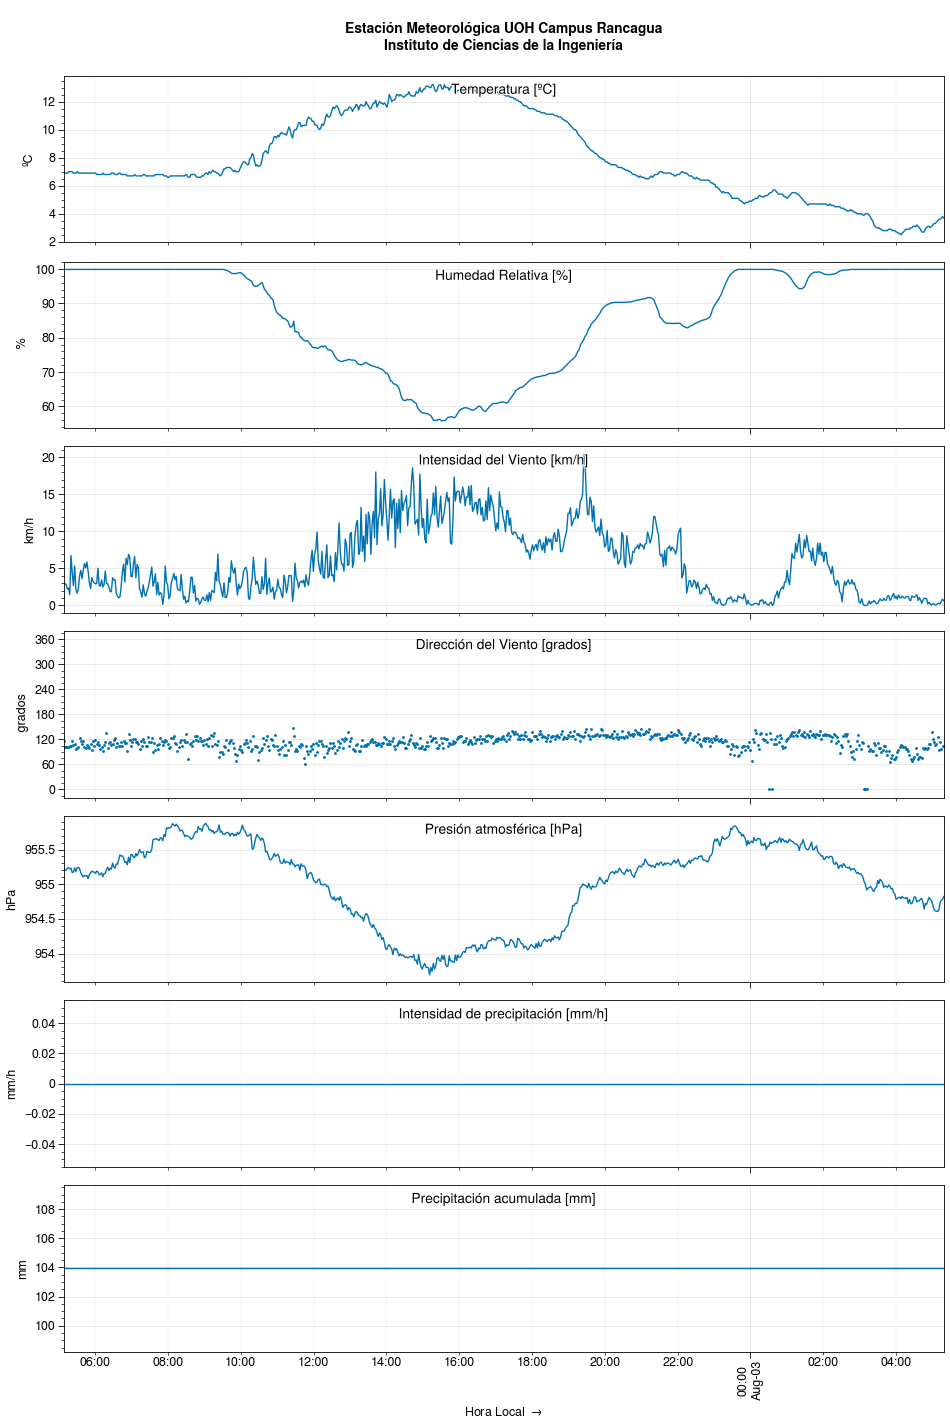 Estación Meteorológica UOH Campus Rancagua
Instituto de Ciencias de la Ingeniería
Temperatura [ºC]
ºC
12
10
8
6
4
2
Humedad Relativa [%]
%
100
90
80
70
60
Intensidad del Viento [km/h]
km/h
20
15
10
5
0
Dirección del Viento [grados]
grados
360
300
240
180
120
60
0
Presión atmosférica [hPa]
hPa
955.5
955
954.5
954
Intensidad de precipitación [mm/h]
mm/h
0.04
0.02
0
−0.02
−0.04
Precipitación acumulada [mm]
mm
108
106
104
102
100
06:00
08:00
10:00
12:00
14:00
16:00
18:00
20:00
22:00
00:00
Aug-03
02:00
04:00
Hora Local →